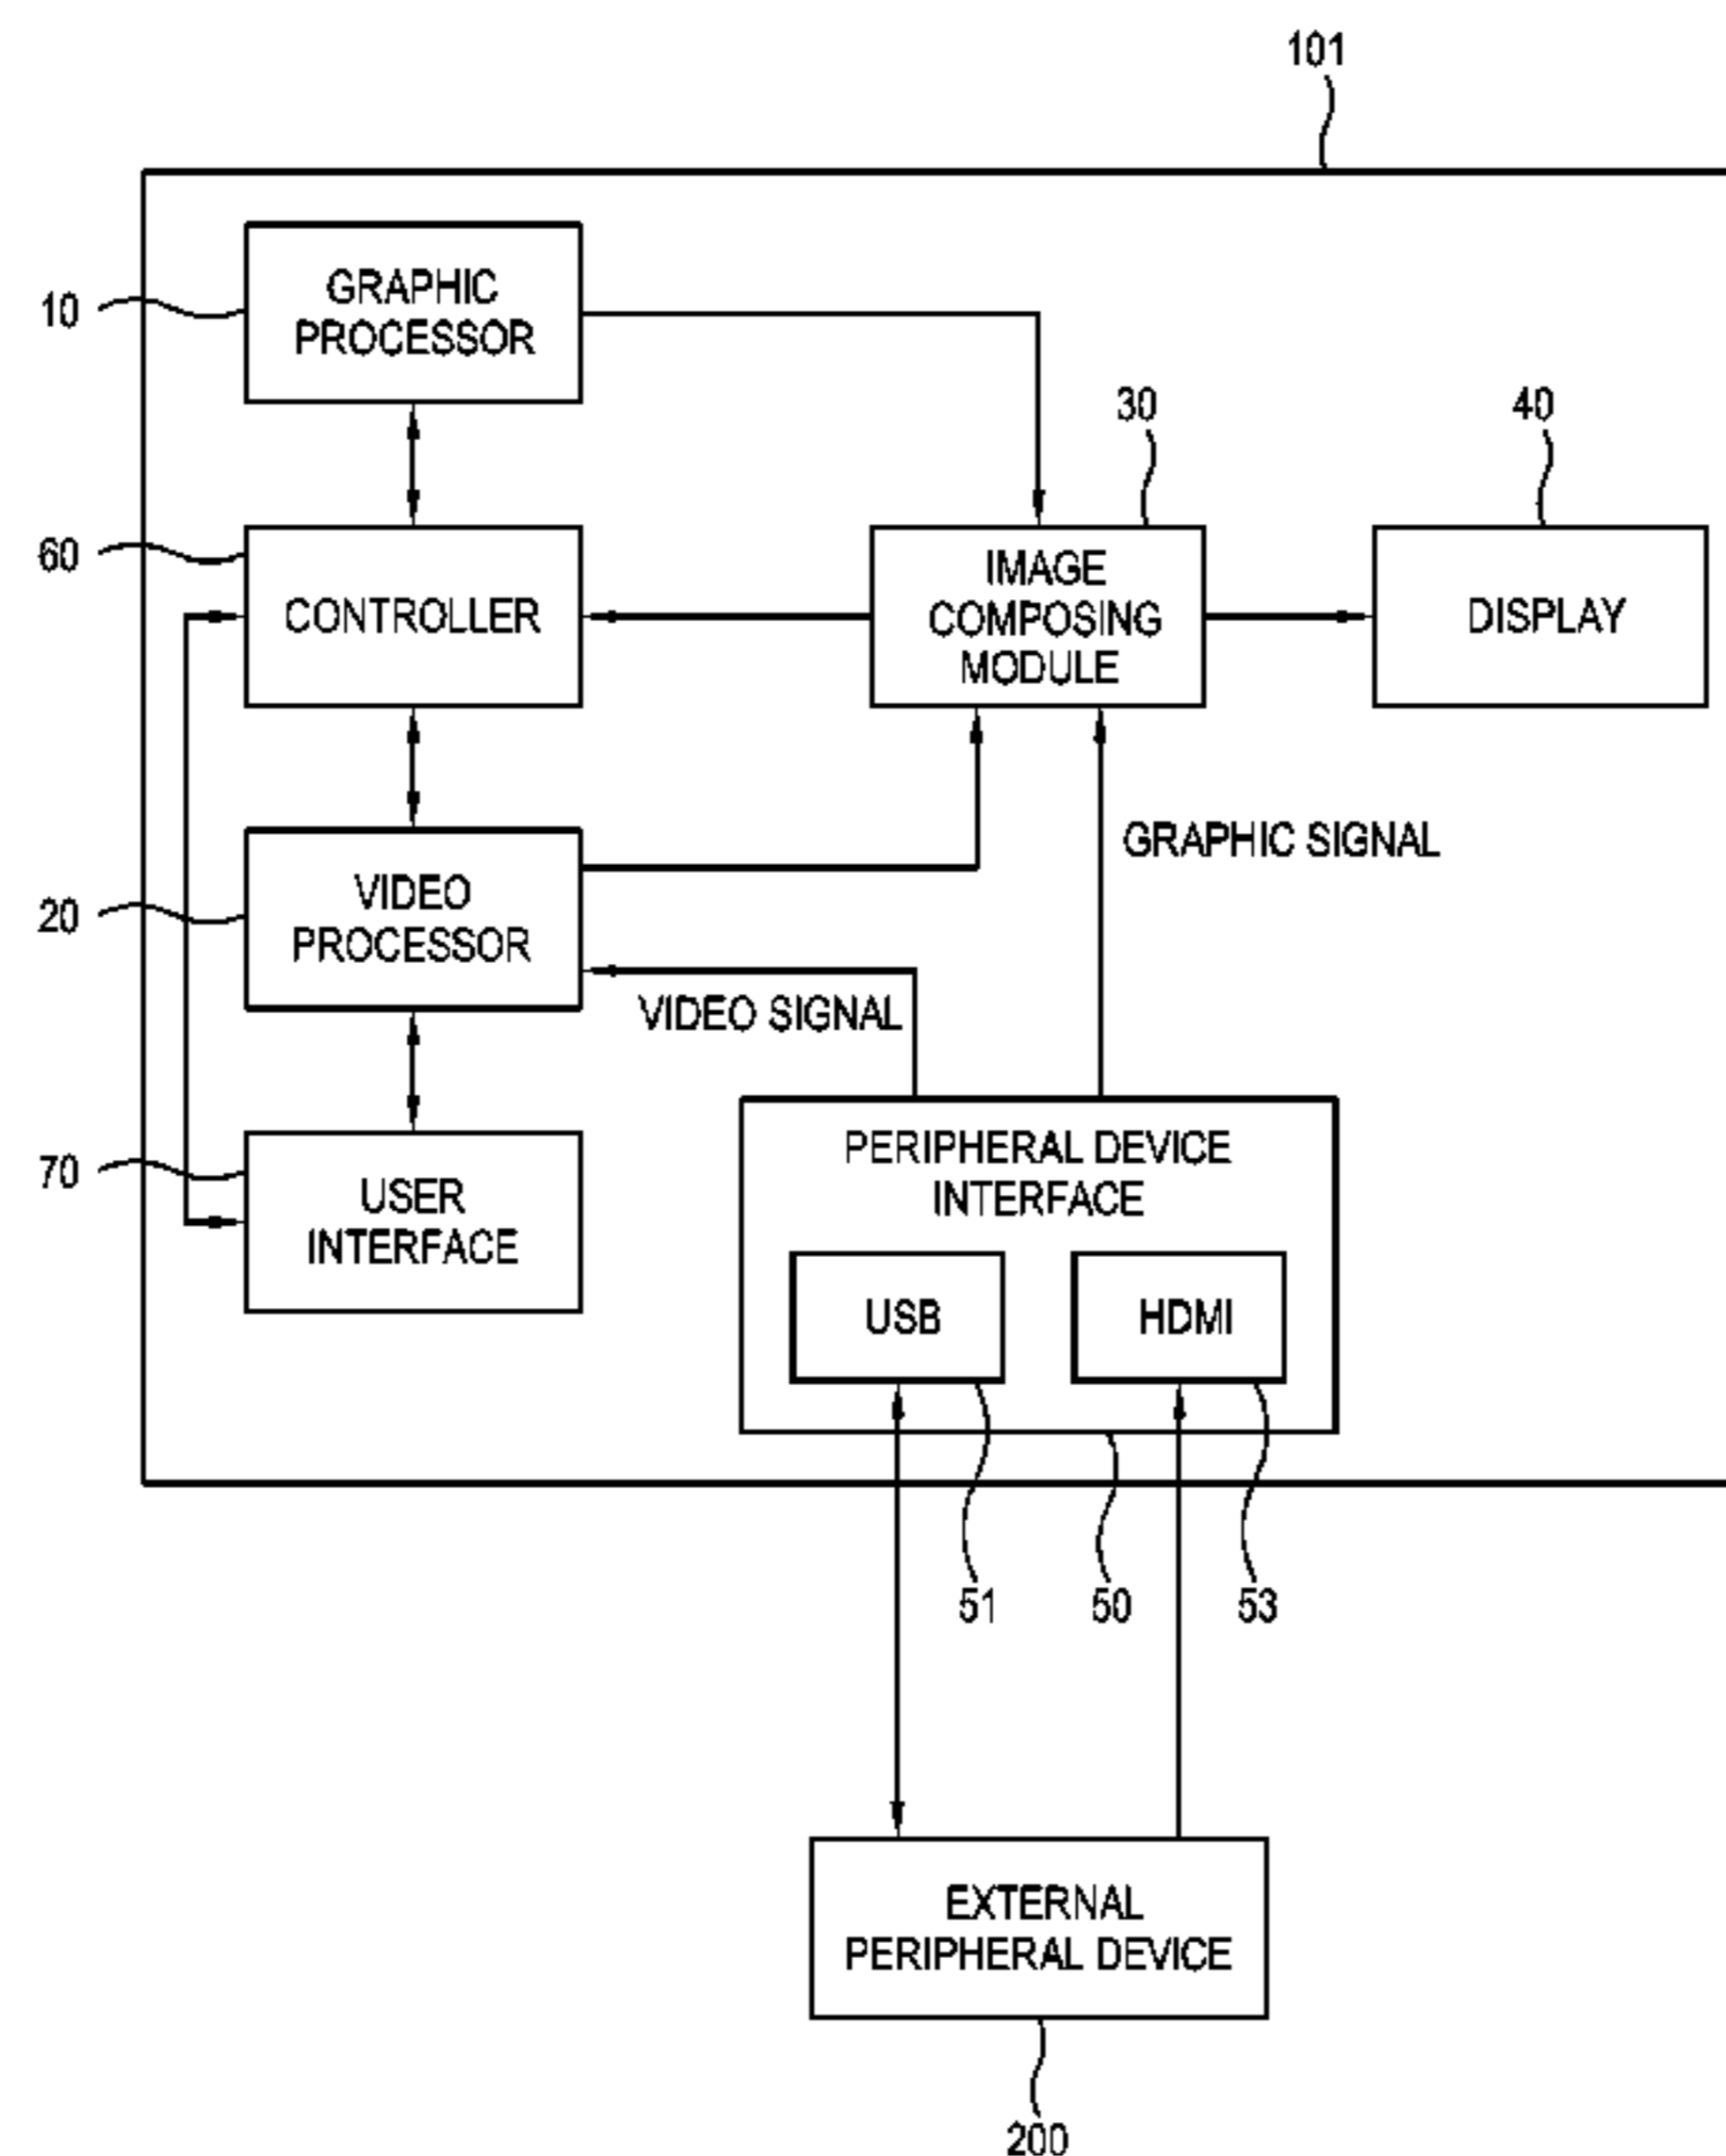 101
GRAPHIC
PROCESSOR
10
30
40
60
CONTROLLER
IMAGE
COMPOSING
MODULE
DISPLAY
GRAPHIC SIGNAL
20
VIDEO
PROCESSOR
VIDEO SIGNAL
70
USER
INTERFACE
PERIPHERAL DEVICE
INTERFACE
USB
HDMI
51
50
53
EXTERNAL
PERIPHERAL DEVICE
200